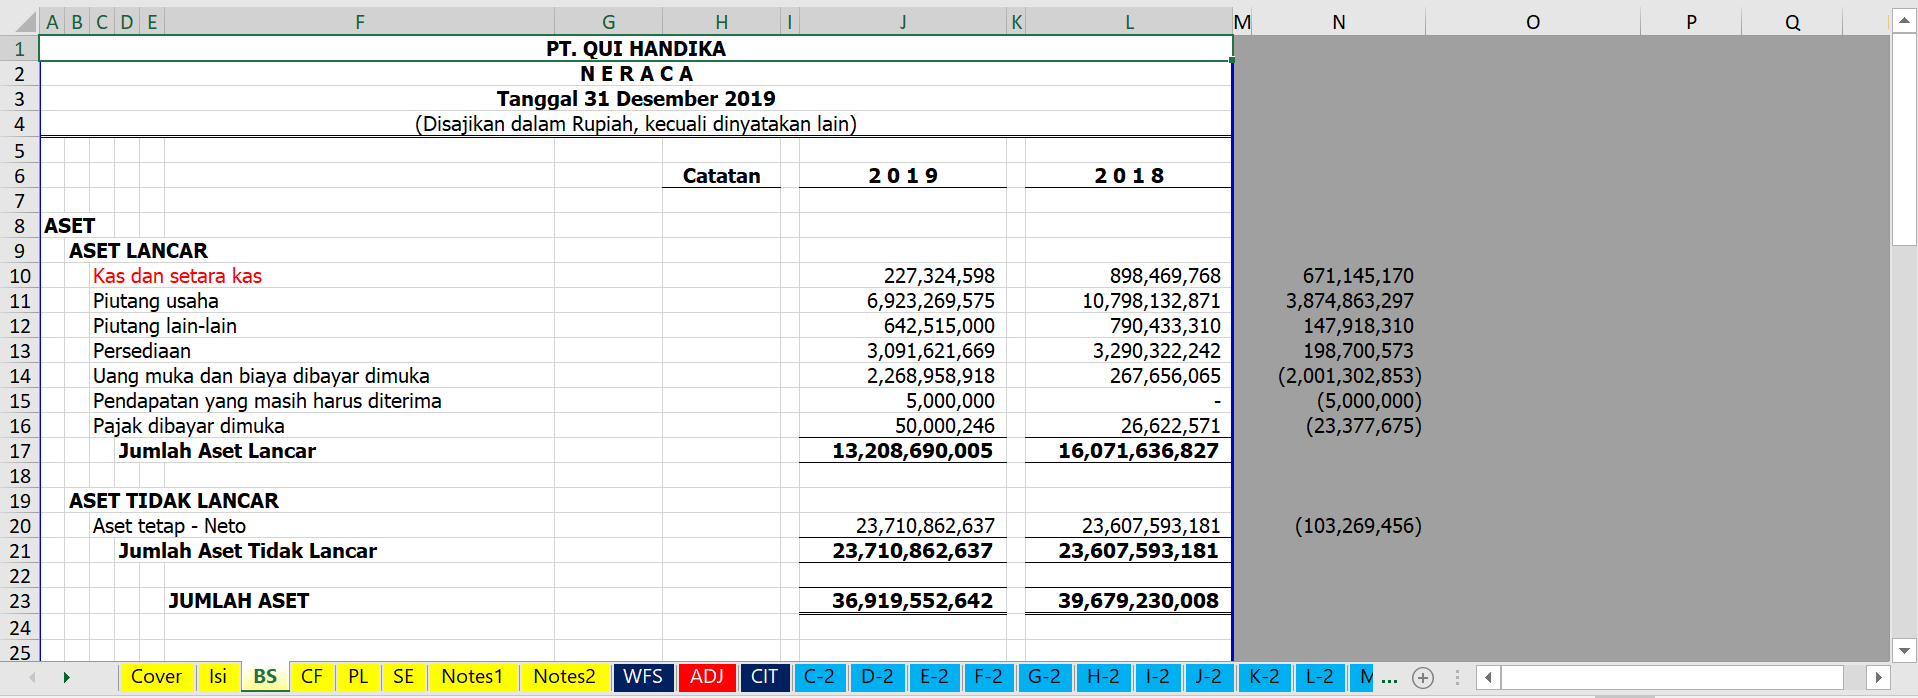 A B C D E F G H I J K L M N O P Q
1 PT. QUI HANDIKA
2 N E R A C A
3 Tanggal 31 Desember 2019
4 (Disajikan dalam Rupiah, kecuali dinyatakan lain)
5
6 Catatan 2 0 1 9 2 0 1 8
7
8 ASET
9 ASET LANCAR
10 Kas dan setara kas 227,324,598 898,469,768 671,145,170
11 Piutang usaha 6,923,269,575 10,798,132,871 3,874,863,297
12 Piutang lain-lain 642,515,000 790,433,310 147,918,310
13 Persediaan 3,091,621,669 3,290,322,242 198,700,573
14 Uang muka dan biaya dibayar dimuka 2,268,958,918 267,656,065 (2,001,302,853)
15 Pendapatan yang masih harus diterima 5,000,000 - (5,000,000)
16 Pajak dibayar dimuka 50,000,246 26,622,571 (23,377,675)
17 Jumlah Aset Lancar 13,208,690,005 16,071,636,827
18
19 ASET TIDAK LANCAR
20 Aset tetap - Neto 23,710,862,637 23,607,593,181 (103,269,456)
21 Jumlah Aset Tidak Lancar 23,710,862,637 23,607,593,181
22
23 JUMLAH ASET 36,919,552,642 39,679,230,008
24
25
Cover Isi BS CF PL SE Notes1 Notes2 WFS ADJ CIT C-2 D-2 E-2 F-2 G-2 H-2 I-2 J-2 K-2 L-2 M ...